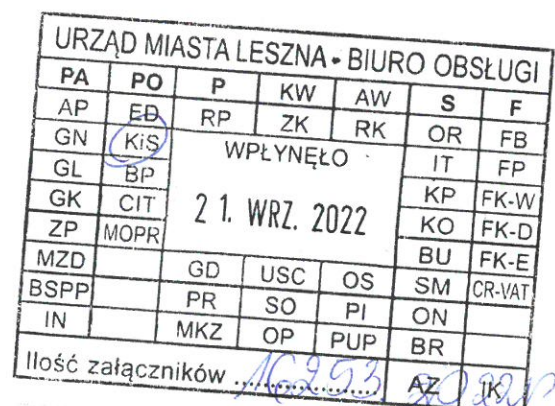 URZĄD MIASTA LESZNA - BIURO OBSŁUGI
PA PO P KW AW S F
AP ED RP ZK RK OR FB
GN KiS WPŁYNĘŁO IT FP
GL BP KP FK-W
GK CIT 21. WRZ. 2022 KO FK-D
ZP MOPR BU FK-E
MZD GD USC OS SM CR-VAT
BSPP PR SO PI ON
IN MKZ OP PUP BR
Ilość załączników 16253. 2022 AZ IK